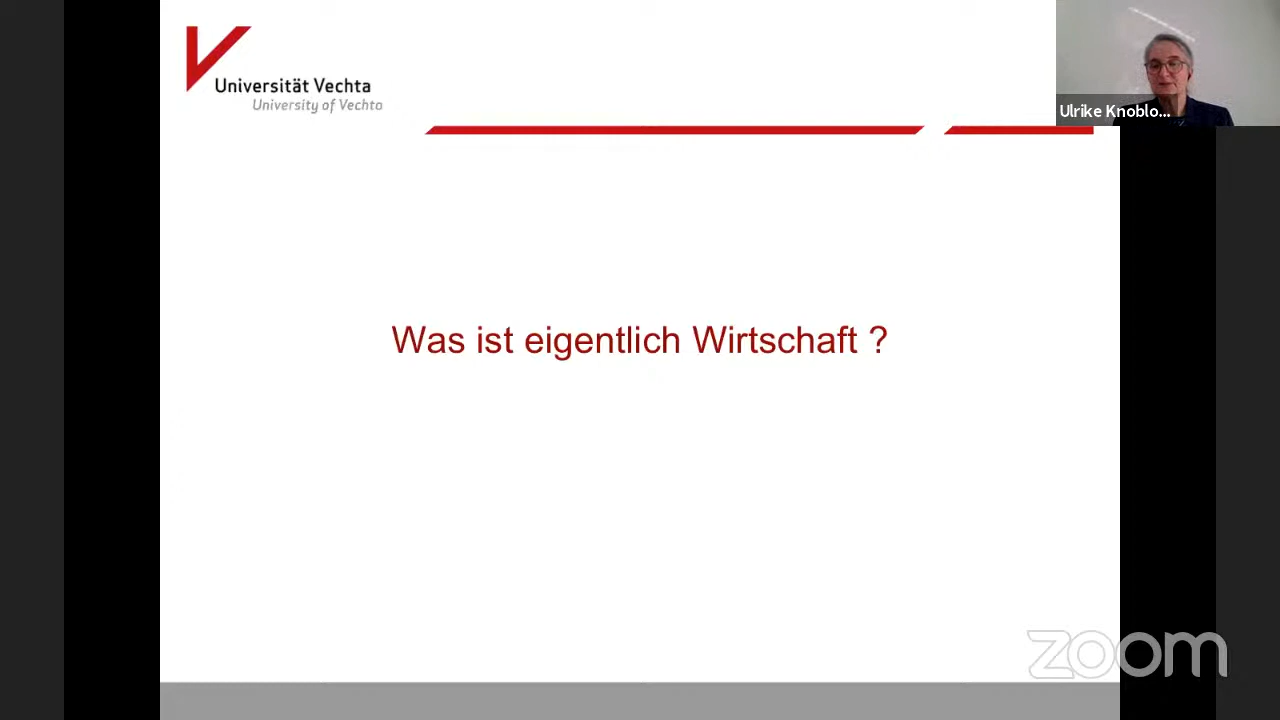 Universität Vechta
University of Vechta
Ulrike Knoblo...
Was ist eigentlich Wirtschaft ?
zoom